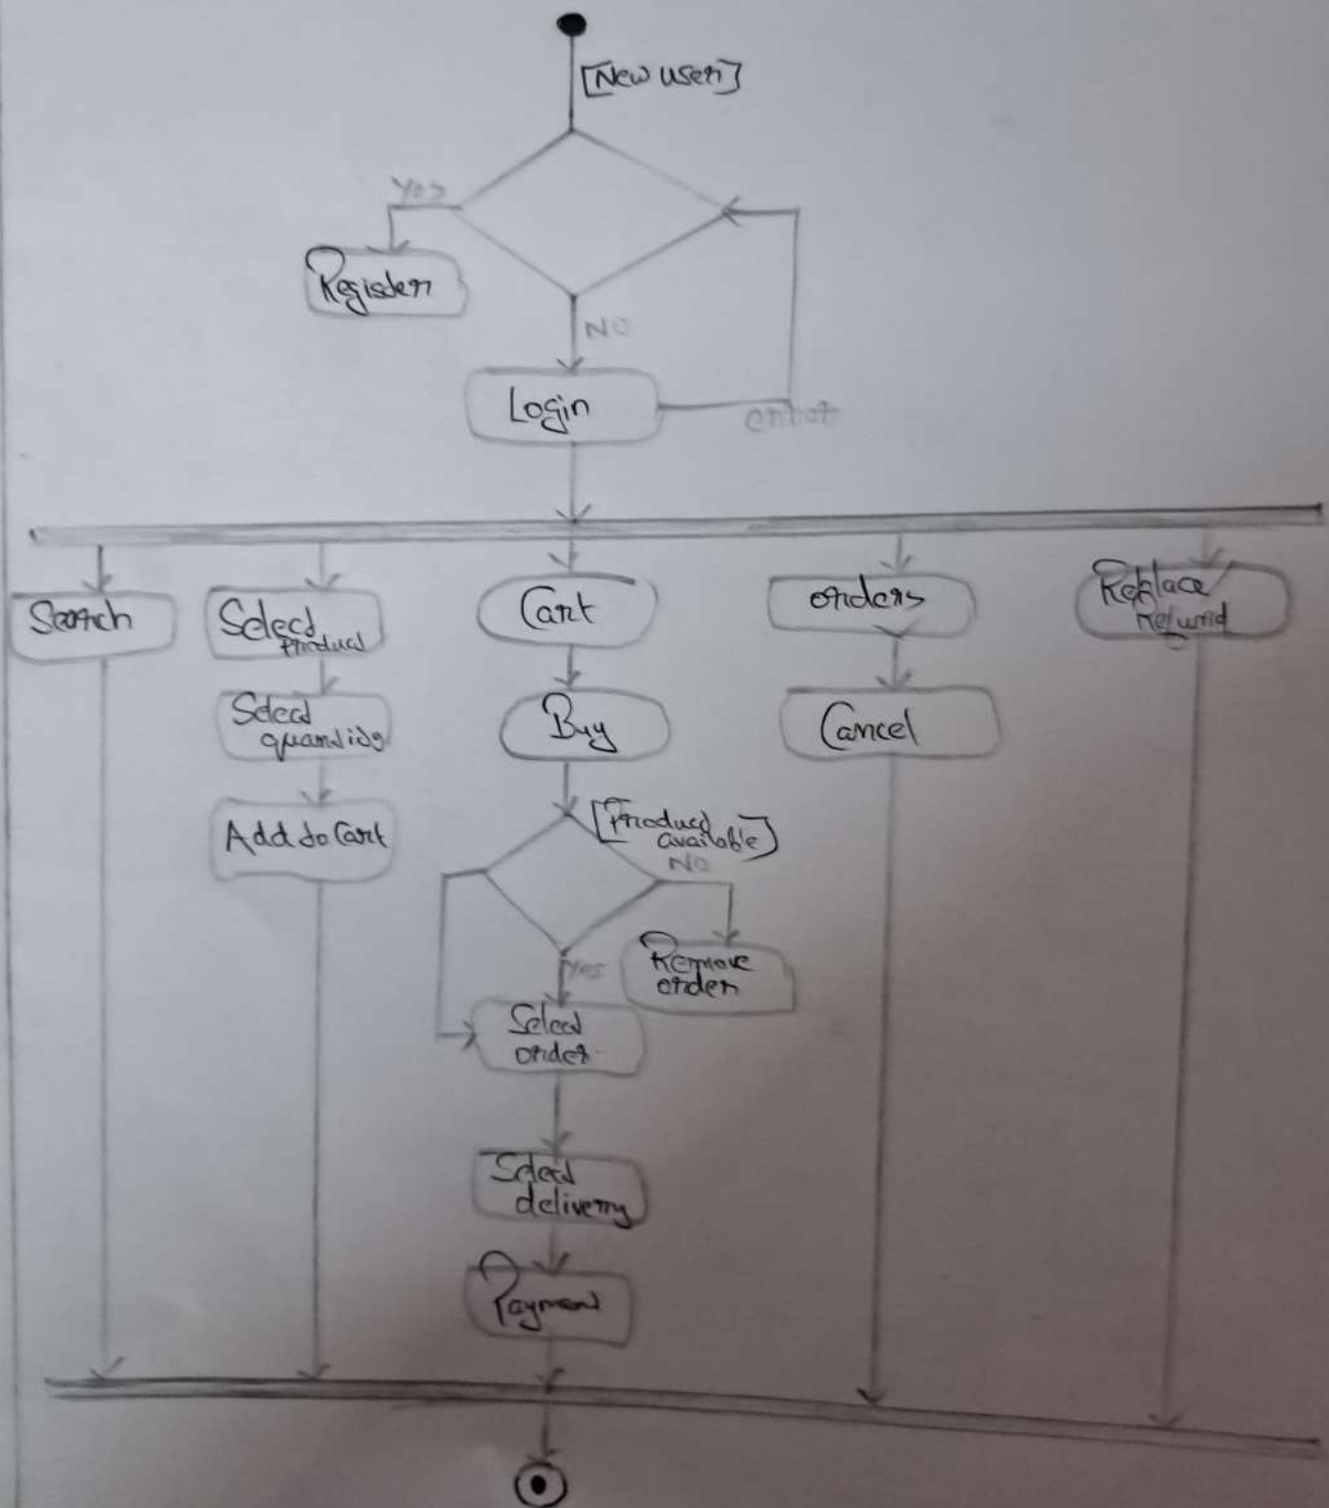 [New user]
Yes
Register
NO
Login
error
Search
Select
Product
Cart
orders
Replace/
Refund
Select
quantity
Buy
Cancel
Add to Cart
[Product
available]
NO
Yes
Remove
order
Select
order
Select
delivery
Payment